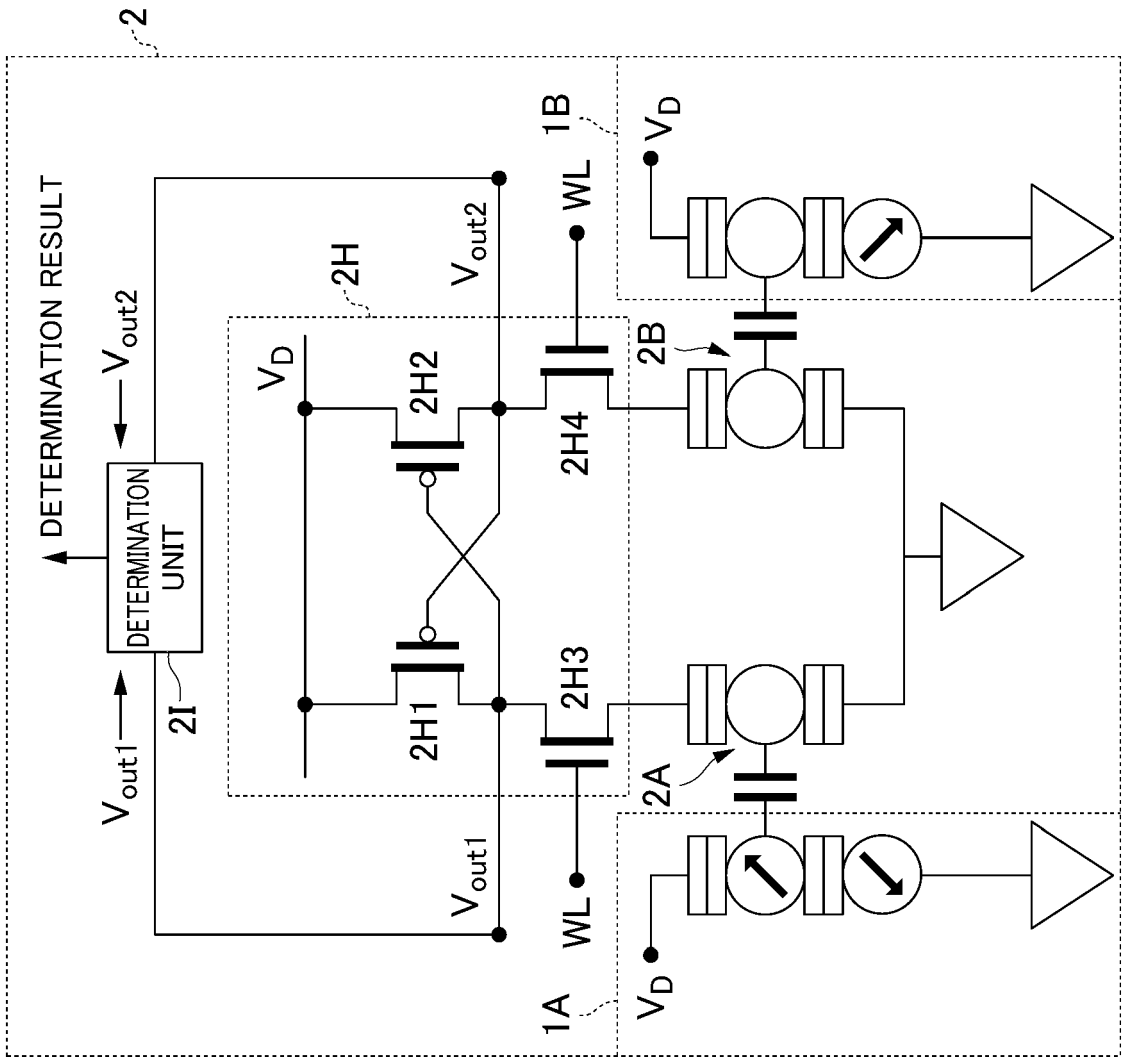 2
DETERMINATION RESULT
Vout1
Vout2
DETERMINATION
UNIT
2I
2H
VD
2H1
2H2
Vout1
Vout2
WL
2H3
2H4
WL
1A
1B
VD
VD
2A
2B